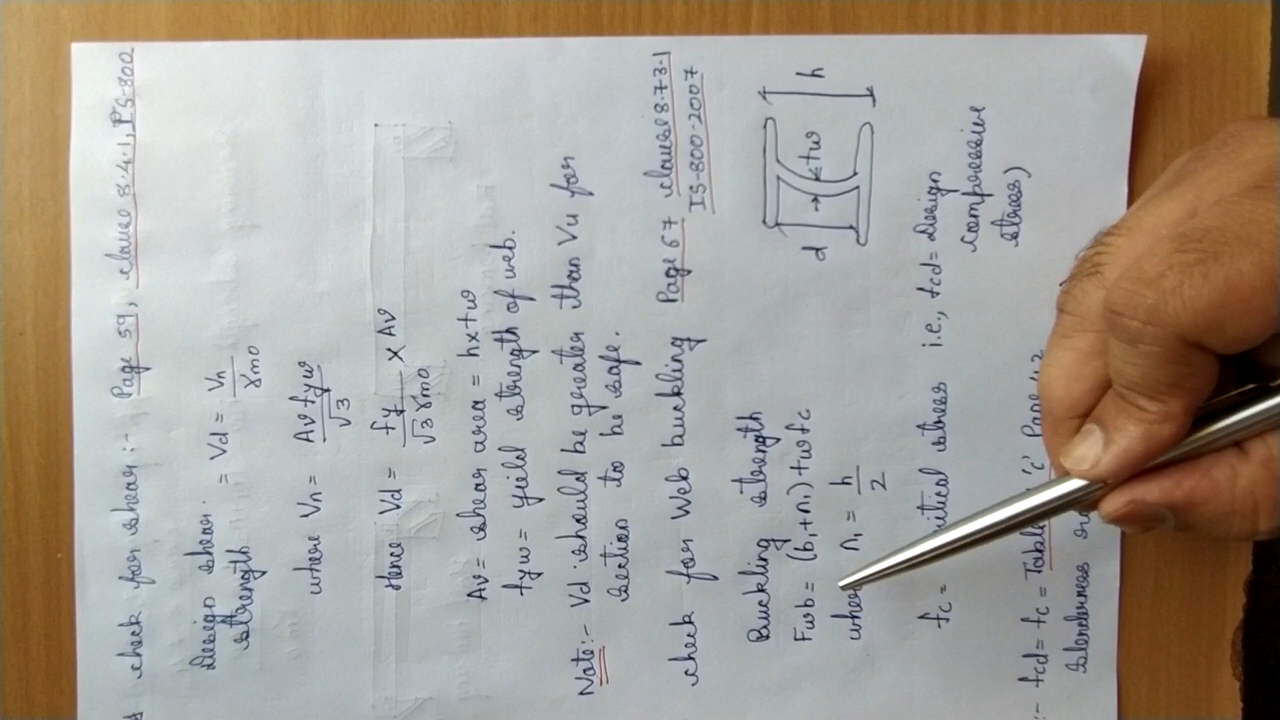 check for shear :- Page 59, clause 8.4.1, IS-800
Design shear strength = Vd = Vn / γmo
where Vn = Av fyw / √3
Hence Vd = fy / √3 γmo × Av
Av = shear area = h×tw
fyw = yield strength of web.
Note:- Vd should be greater than Vu for
section to be safe.
check for Web buckling Page 67 clause 8.7.3.1
IS-800-2007
Buckling strength
Fwb = (b1+n1) tw fc
n1 = h / 2
d tw h
fc = stress i.e., fcd = Design
compressive
stress)
:- fcd = fc = Table 'c' Page 42
slenderness